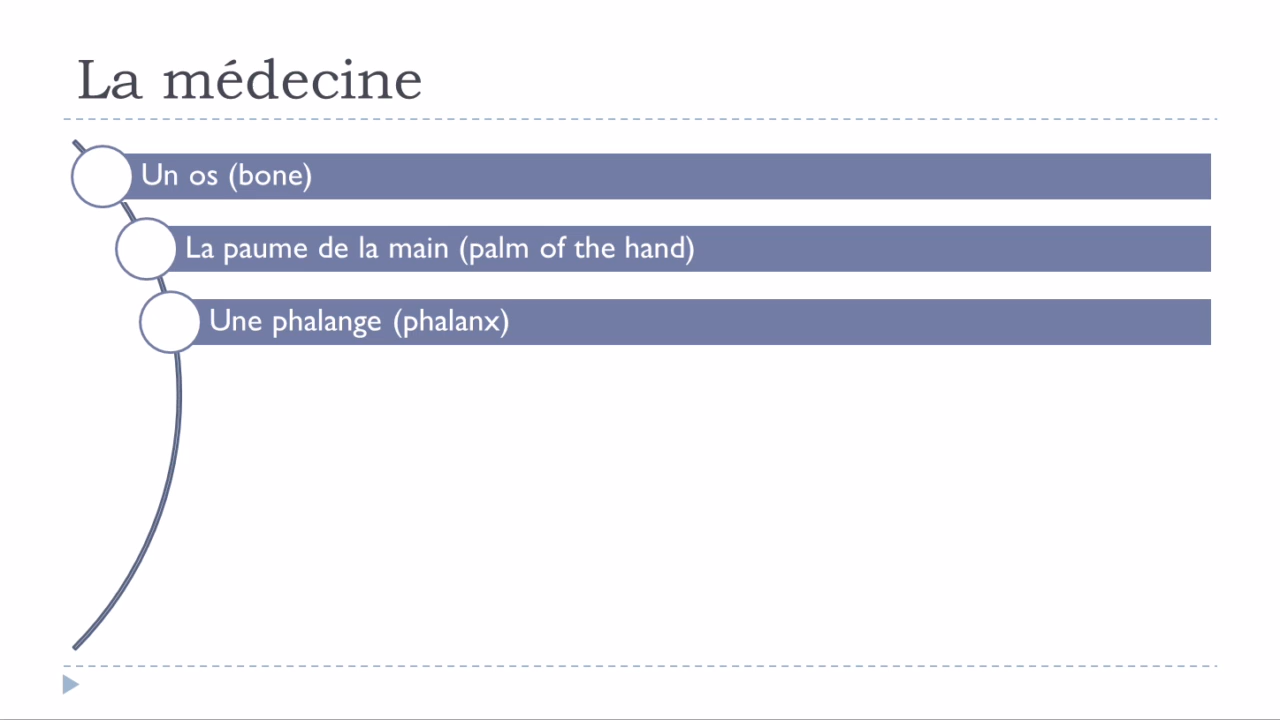 La médecine
Un os (bone)
La paume de la main (palm of the hand)
Une phalange (phalanx)